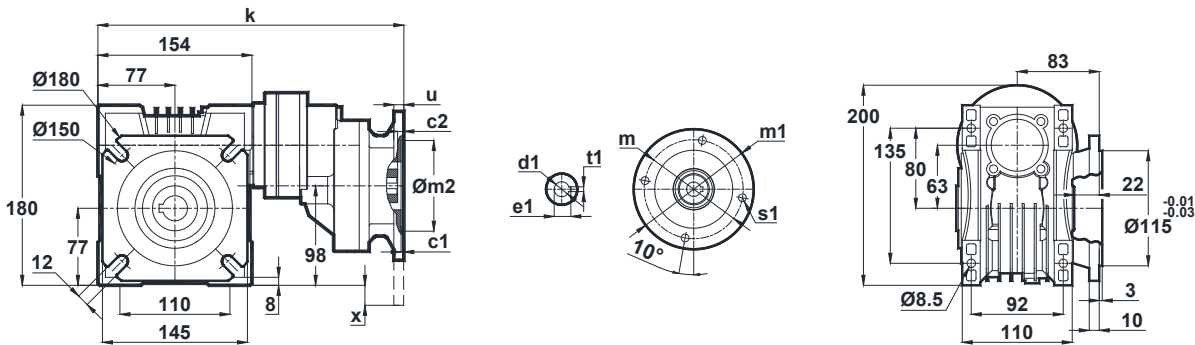 k
154
77
Ø180
Ø150
u
c2
Øm2
c1
180
77
98
12
8
x
110
145
d1
t1
e1
m
m1
s1
10°
83
200
135
80
63
22
Ø115 -0.01 -0.03
Ø8.5
92
110
3
10